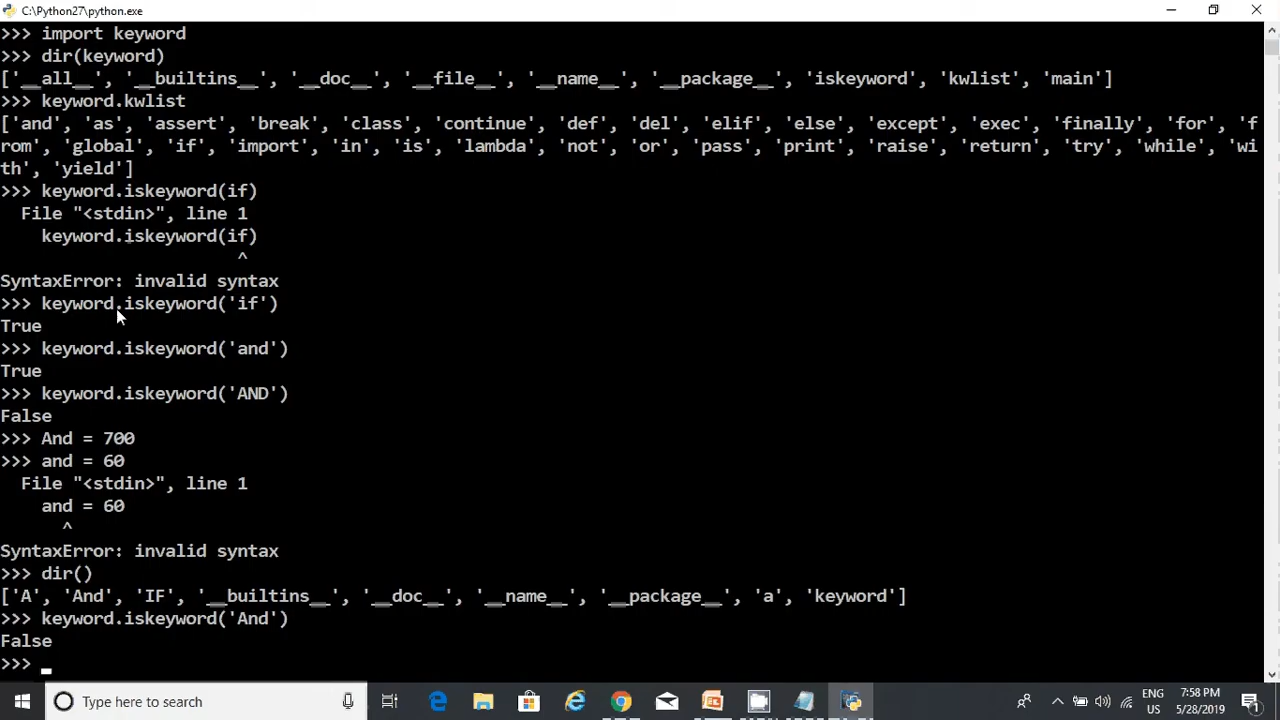 C:\Python27\python.exe
>>> import keyword
>>> dir(keyword)
['__all__', '__builtins__', '__doc__', '__file__', '__name__', '__package__', 'iskeyword', 'kwlist', 'main']
>>> keyword.kwlist
['and', 'as', 'assert', 'break', 'class', 'continue', 'def', 'del', 'elif', 'else', 'except', 'exec', 'finally', 'for', 'f
rom', 'global', 'if', 'import', 'in', 'is', 'lambda', 'not', 'or', 'pass', 'print', 'raise', 'return', 'try', 'while', 'wi
th', 'yield']
>>> keyword.iskeyword(if)
  File "<stdin>", line 1
    keyword.iskeyword(if)
                       ^
SyntaxError: invalid syntax
>>> keyword.iskeyword('if')
True
>>> keyword.iskeyword('and')
True
>>> keyword.iskeyword('AND')
False
>>> And = 700
>>> and = 60
  File "<stdin>", line 1
    and = 60
      ^
SyntaxError: invalid syntax
>>> dir()
['A', 'And', 'IF', '__builtins__', '__doc__', '__name__', '__package__', 'a', 'keyword']
>>> keyword.iskeyword('And')
False
>>> _
Type here to search
ENG
US
7:58 PM
5/28/2019
1